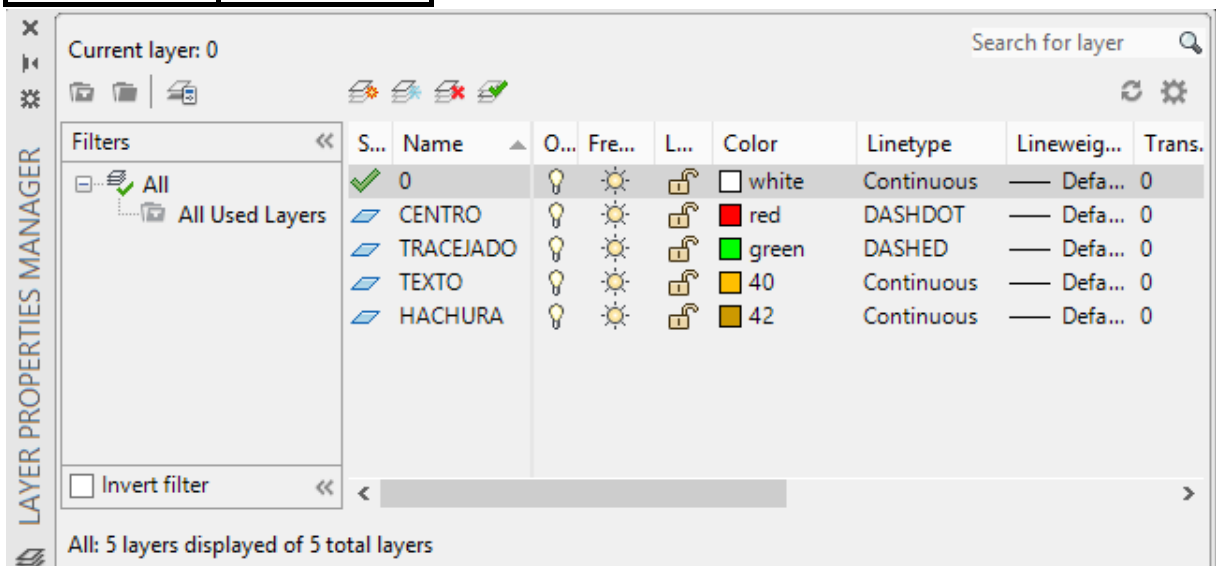 Current layer: 0
Search for layer
Filters
S... Name O... Fre... L... Color Linetype Lineweig... Trans.
All
All Used Layers
0 white Continuous Defa... 0
CENTRO red DASHDOT Defa... 0
TRACEJADO green DASHED Defa... 0
TEXTO 40 Continuous Defa... 0
HACHURA 42 Continuous Defa... 0
Invert filter
All: 5 layers displayed of 5 total layers
LAYER PROPERTIES MANAGER